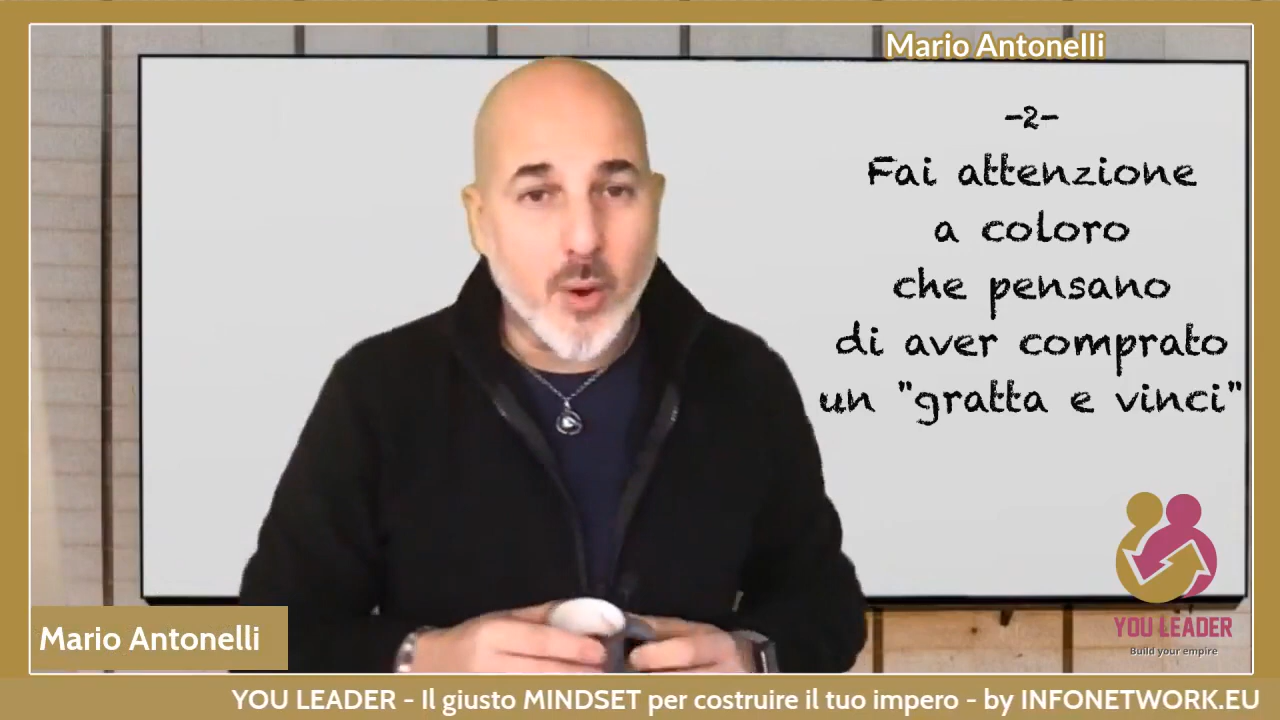 Mario Antonelli
-2-
Fai attenzione
a coloro
che pensano
di aver comprato
un "gratta e vinci"
YOU LEADER
Build your empire
Mario Antonelli
YOU LEADER - Il giusto MINDSET per costruire il tuo impero - by INFONETWORK.EU